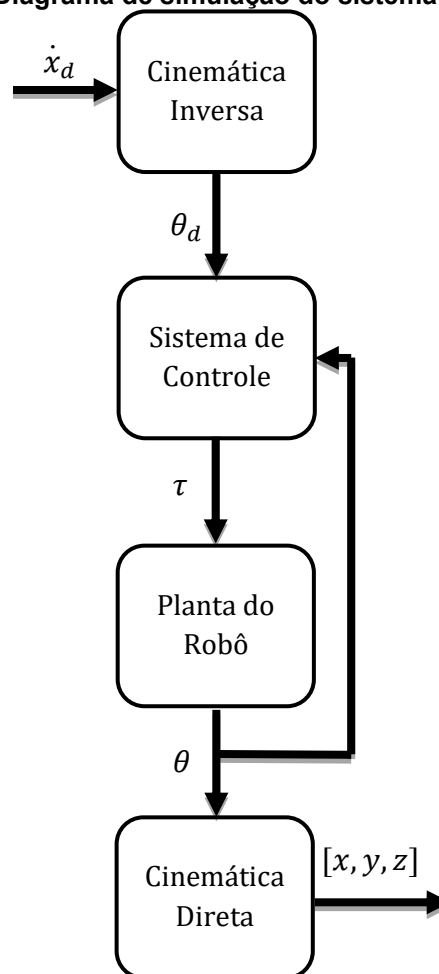 Diagrama de simulação do sistema
ẋ_d
Cinemática
Inversa
θ_d
Sistema de
Controle
τ
Planta do
Robô
θ
Cinemática
Direta
[x, y, z]